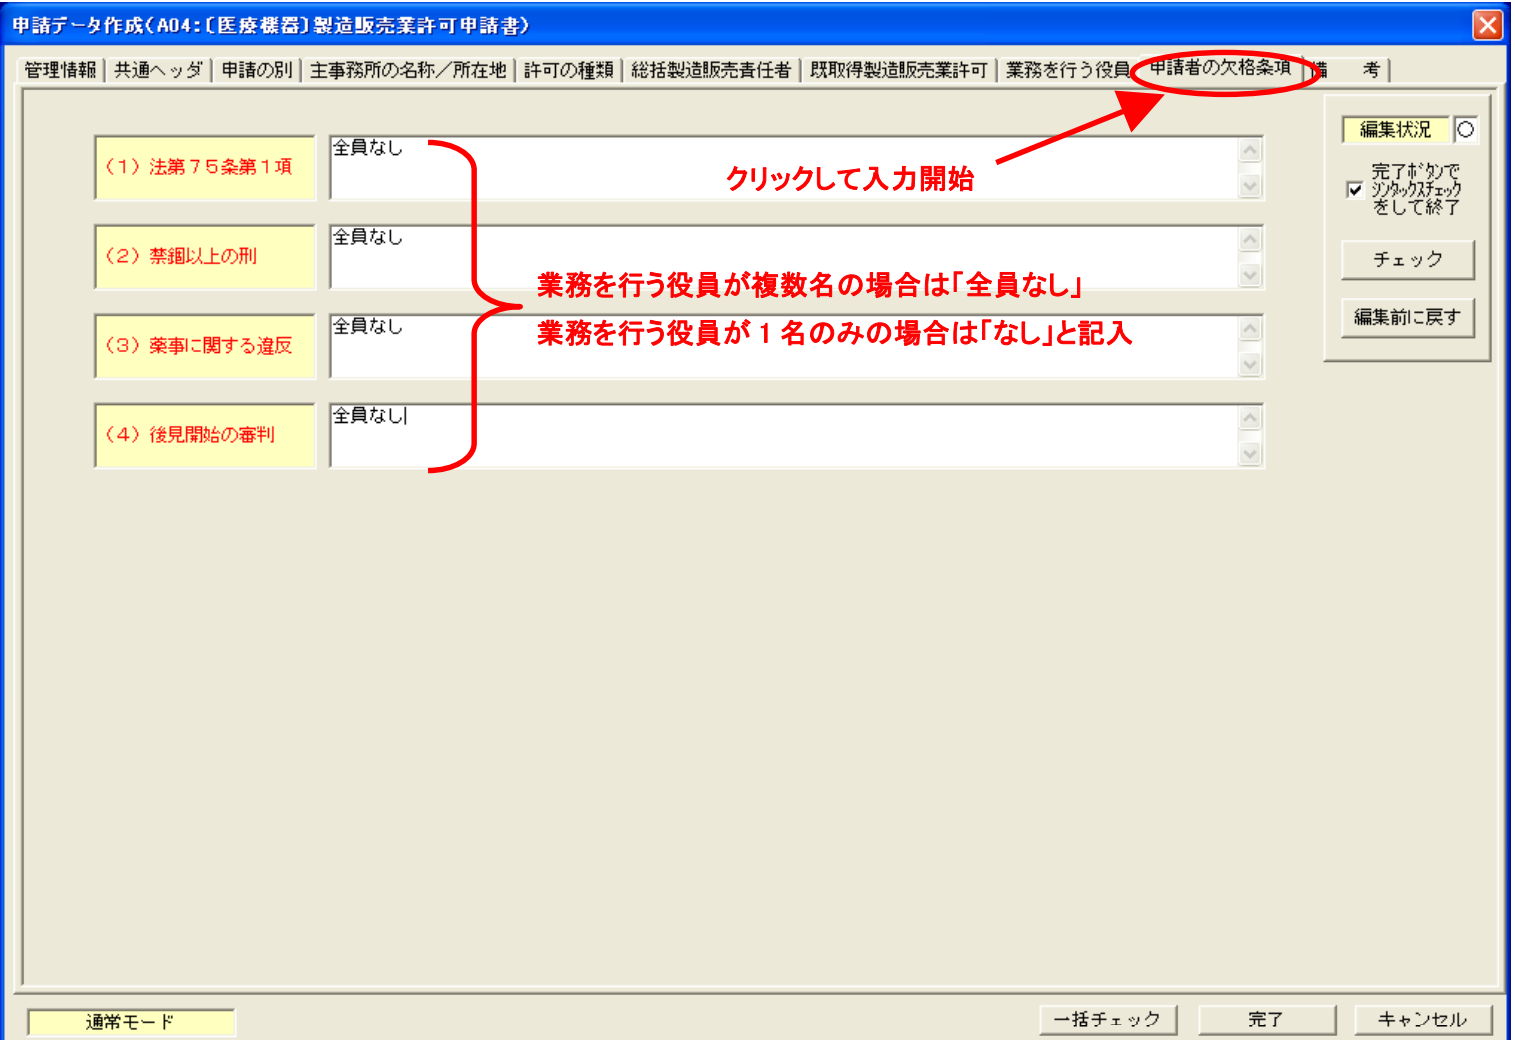 申請データ作成(A04:〔医療機器〕製造販売業許可申請書)
管理情報 共通ヘッダ 申請の別 主事務所の名称／所在地 許可の種類 総括製造販売責任者 既取得製造販売業許可 業務を行う役員 申請者の欠格条項 備　考
(1)法第75条第1項 全員なし
クリックして入力開始
(2)禁錮以上の刑 全員なし
業務を行う役員が複数名の場合は「全員なし」
業務を行う役員が1名のみの場合は「なし」と記入
(3)薬事に関する違反 全員なし
(4)後見開始の審判 全員なし
編集状況 ○
完了ﾎﾞﾀﾝで
ｼﾝﾀｯｸｽﾁｪｯｸ
をして終了
チェック
編集前に戻す
通常モード 一括チェック 完了 キャンセル